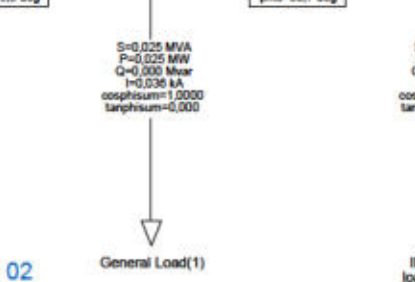 S=0,025 MVA
P=0,025 MW
Q=0,000 Mvar
I=0,036 kA
cosphisum=1,0000
tanphisum=0,000
General Load(1)
02